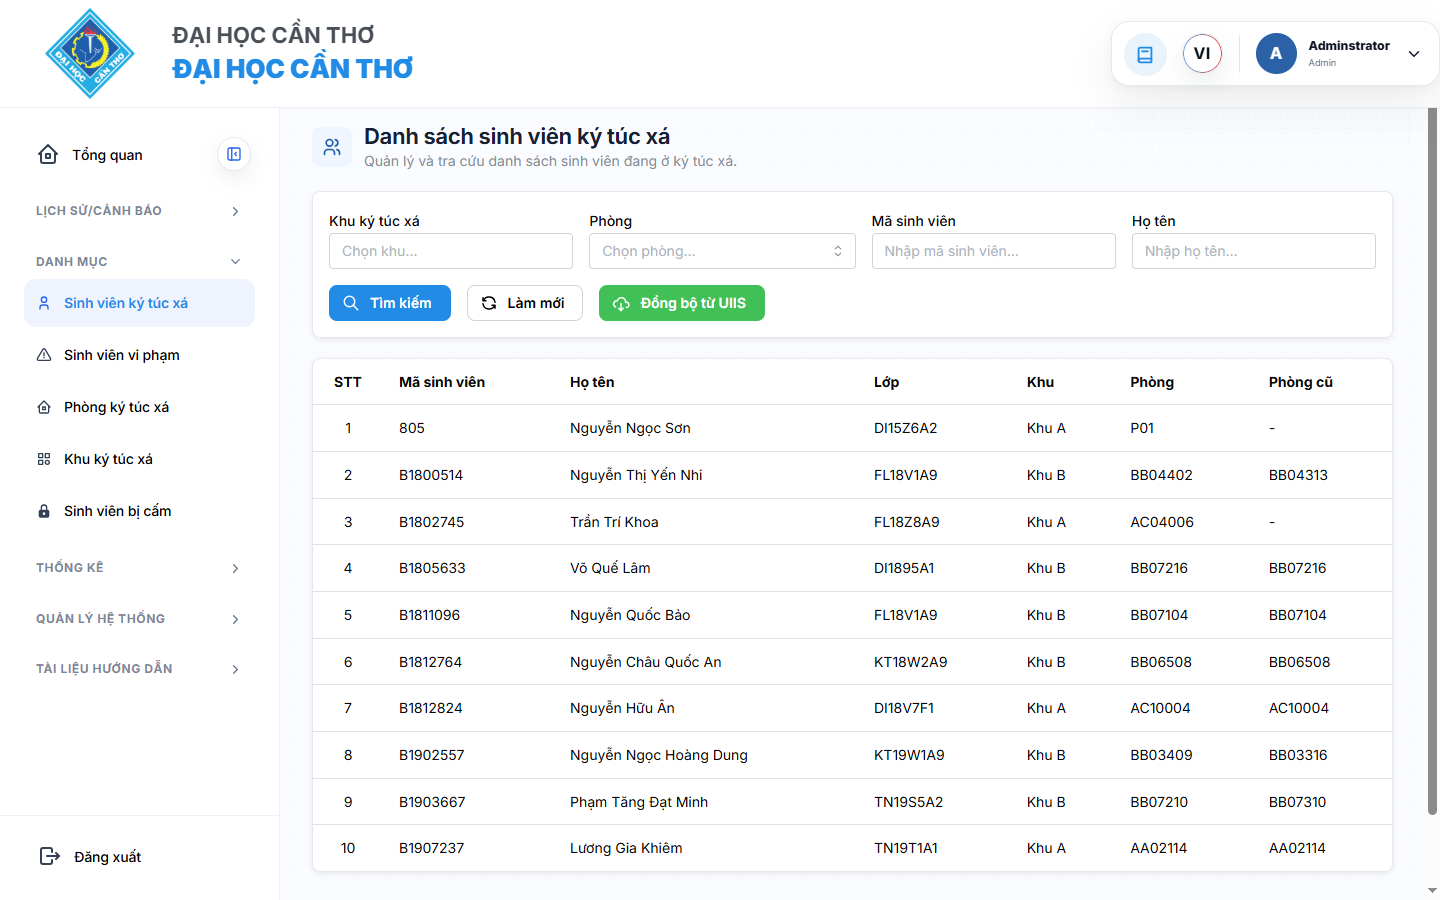 ĐẠI HỌC CẦN THƠ
ĐẠI HỌC CẦN THƠ
ĐẠI HỌC CẦN THƠ
VI
A
Adminstrator
Admin
Tổng quan
LỊCH SỬ/CẢNH BÁO
DANH MỤC
Sinh viên ký túc xá
Sinh viên vi phạm
Phòng ký túc xá
Khu ký túc xá
Sinh viên bị cấm
THỐNG KÊ
QUẢN LÝ HỆ THỐNG
TÀI LIỆU HƯỚNG DẪN
Đăng xuất
Danh sách sinh viên ký túc xá
Quản lý và tra cứu danh sách sinh viên đang ở ký túc xá.
Khu ký túc xá Phòng Mã sinh viên Họ tên
Chọn khu... Chọn phòng... Nhập mã sinh viên... Nhập họ tên...
Tìm kiếm Làm mới Đồng bộ từ UIIS
STT Mã sinh viên Họ tên Lớp Khu Phòng Phòng cũ
1 805 Nguyễn Ngọc Sơn DI15Z6A2 Khu A P01 -
2 B1800514 Nguyễn Thị Yến Nhi FL18V1A9 Khu B BB04402 BB04313
3 B1802745 Trần Trí Khoa FL18Z8A9 Khu A AC04006 -
4 B1805633 Võ Quế Lâm DI1895A1 Khu B BB07216 BB07216
5 B1811096 Nguyễn Quốc Bảo FL18V1A9 Khu B BB07104 BB07104
6 B1812764 Nguyễn Châu Quốc An KT18W2A9 Khu B BB06508 BB06508
7 B1812824 Nguyễn Hữu Ân DI18V7F1 Khu A AC10004 AC10004
8 B1902557 Nguyễn Ngọc Hoàng Dung KT19W1A9 Khu B BB03409 BB03316
9 B1903667 Phạm Tăng Đạt Minh TN19S5A2 Khu B BB07210 BB07310
10 B1907237 Lương Gia Khiêm TN19T1A1 Khu A AA02114 AA02114